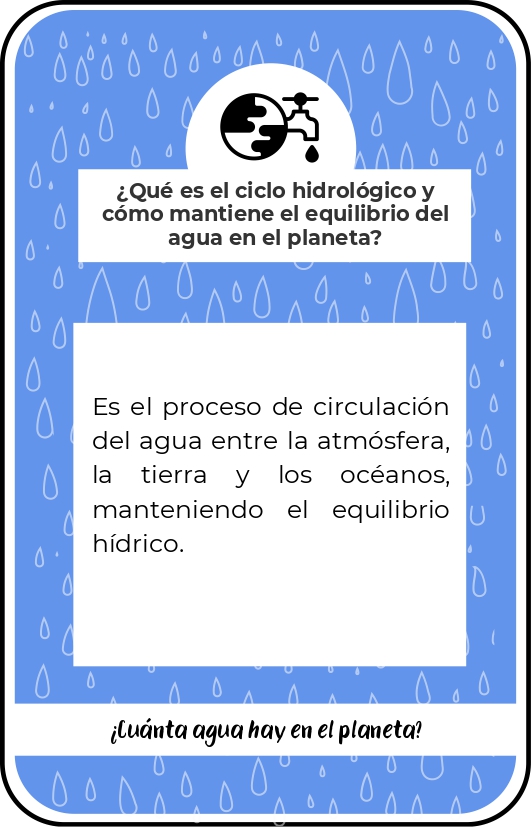 ¿Qué es el ciclo hidrológico y
cómo mantiene el equilibrio del
agua en el planeta?
Es el proceso de circulación
del agua entre la atmósfera,
la tierra y los océanos,
manteniendo el equilibrio
hídrico.
¿Cuánta agua hay en el planeta?